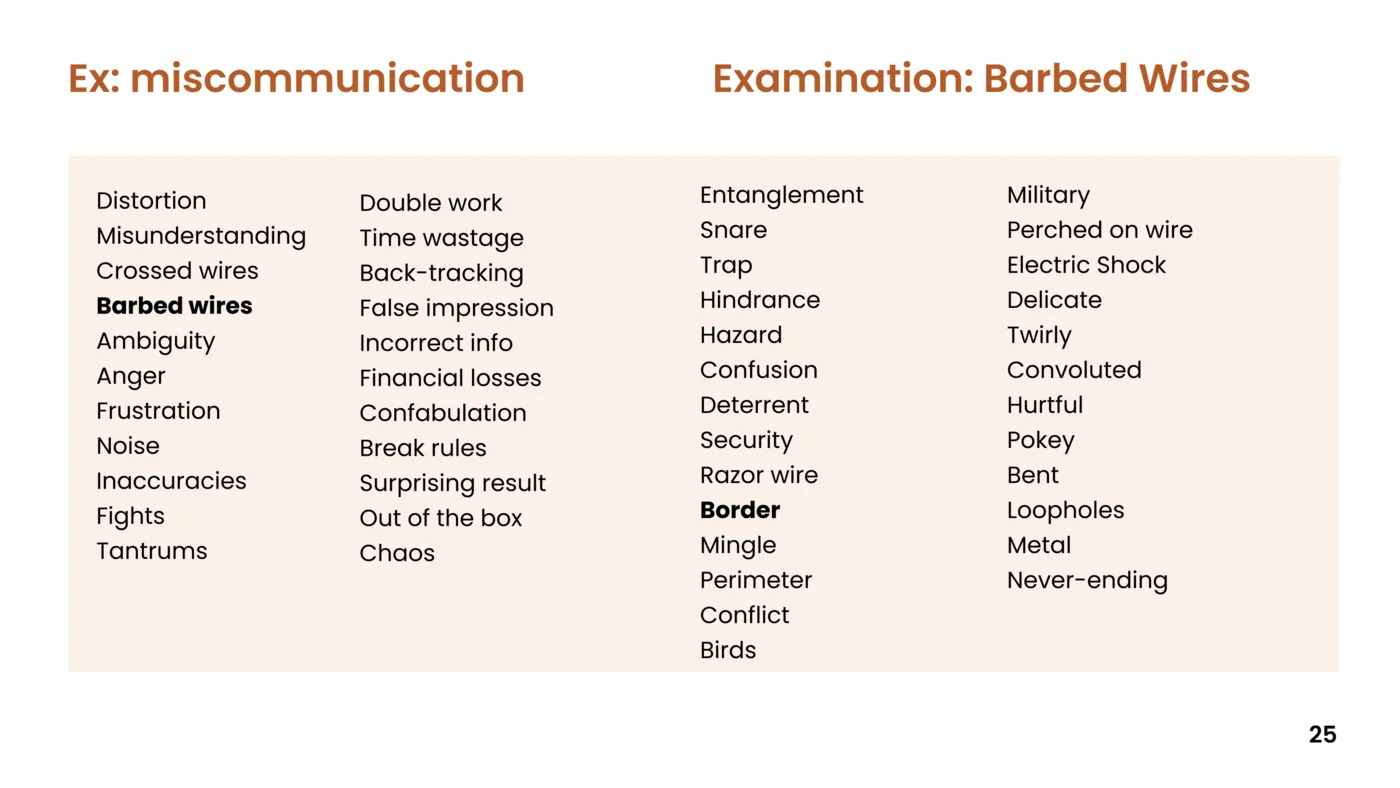 Ex: miscommunication
Distortion
Misunderstanding
Crossed wires
Barbed wires
Ambiguity
Anger
Frustration
Noise
Inaccuracies
Fights
Tantrums
Double work
Time wastage
Back-tracking
False impression
Incorrect info
Financial losses
Confabulation
Break rules
Surprising result
Out of the box
Chaos
Examination: Barbed Wires
Entanglement
Snare
Trap
Hindrance
Hazard
Confusion
Deterrent
Security
Razor wire
Border
Mingle
Perimeter
Conflict
Birds
Military
Perched on wire
Electric Shock
Delicate
Twirly
Convoluted
Hurtful
Pokey
Bent
Loopholes
Metal
Never-ending
25